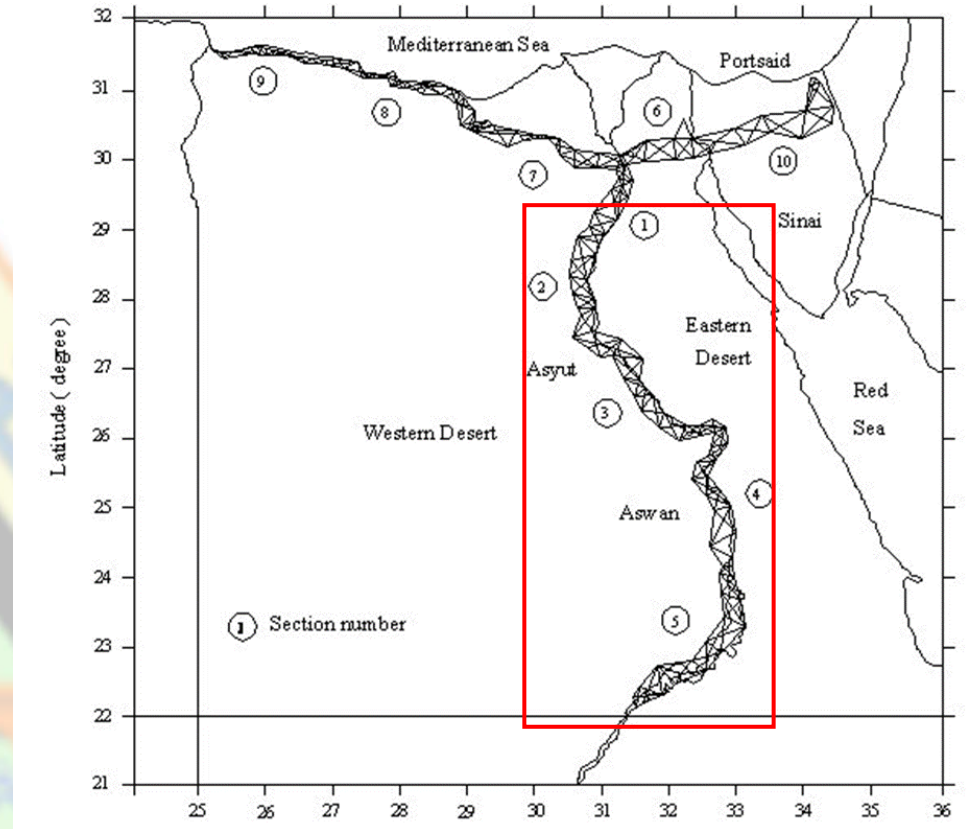 32
31
30
29
28
27
26
25
24
23
22
21
Latitude ( degree )
Mediterranean Sea
Portsaid
9
8
6
7
10
1
Sinai
2
Eastern
Desert
Asyut
3
Red
Sea
Western Desert
4
Aswan
5
1 Section number
25 26 27 28 29 30 31 32 33 34 35 36